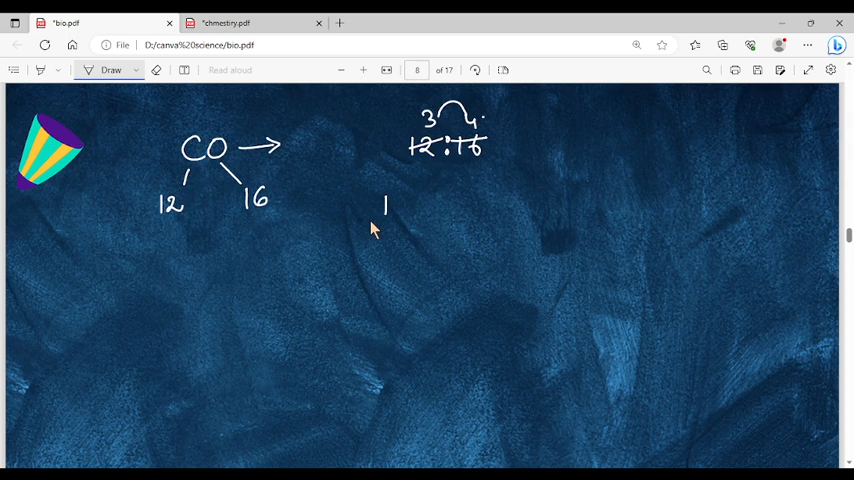 *bio.pdf
*chmestry.pdf
File
D:/canva%20science/bio.pdf
Draw
Read aloud
8
of 17
3 4
CO →
12:16
12 16
1